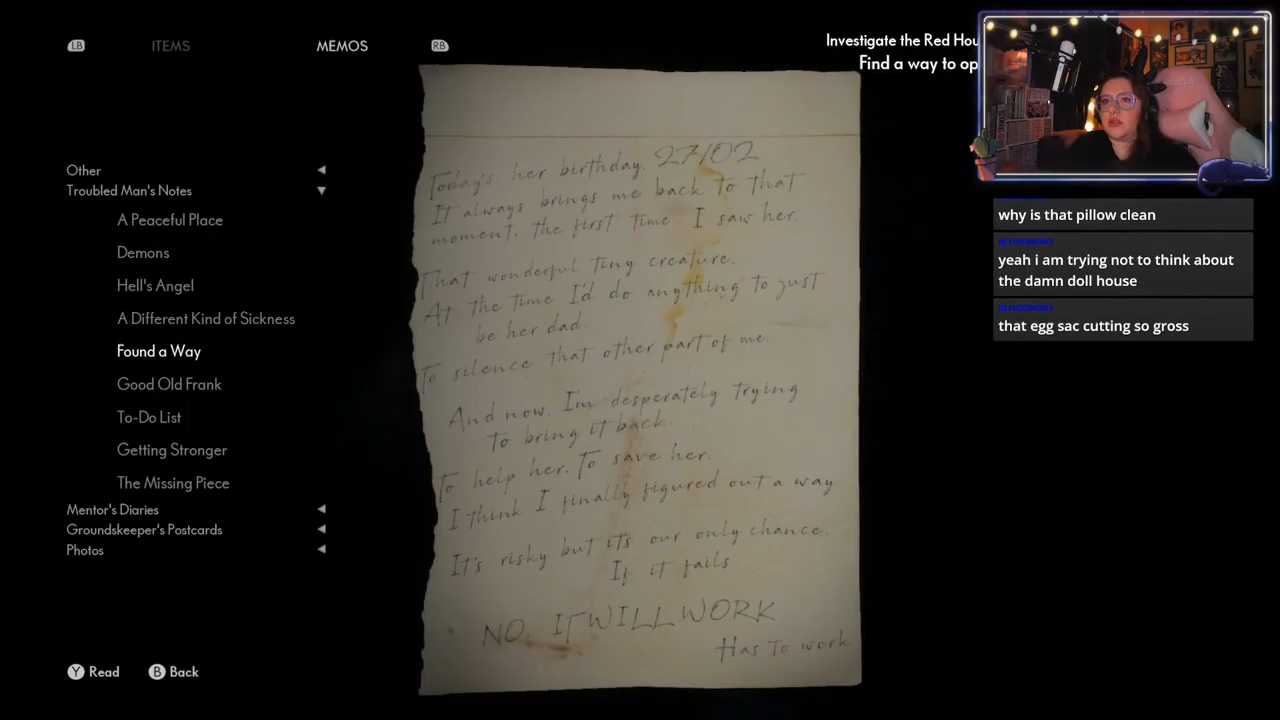 LB
ITEMS
MEMOS
RB
Investigate the Red Hou
Find a way to op
Other
Troubled Man's Notes
A Peaceful Place
Demons
Hell's Angel
A Different Kind of Sickness
Found a Way
Good Old Frank
To-Do List
Getting Stronger
The Missing Piece
Mentor's Diaries
Groundskeeper's Postcards
Photos
Y Read
B Back
Today's her birthday. 27/02
It always brings me back to that
moment. The first time I saw her.
That wonderful tiny creature.
At the time I'd do anything to just
be her dad.
To silence that other part of me.
And now, I'm desperately trying
to bring it back.
To help her. To save her.
I think I finally figured out a way
It's risky but it's our only chance.
If it fails
NO. IT WILL WORK
Has to work
why is that pillow clean
yeah i am trying not to think about
the damn doll house
that egg sac cutting so gross